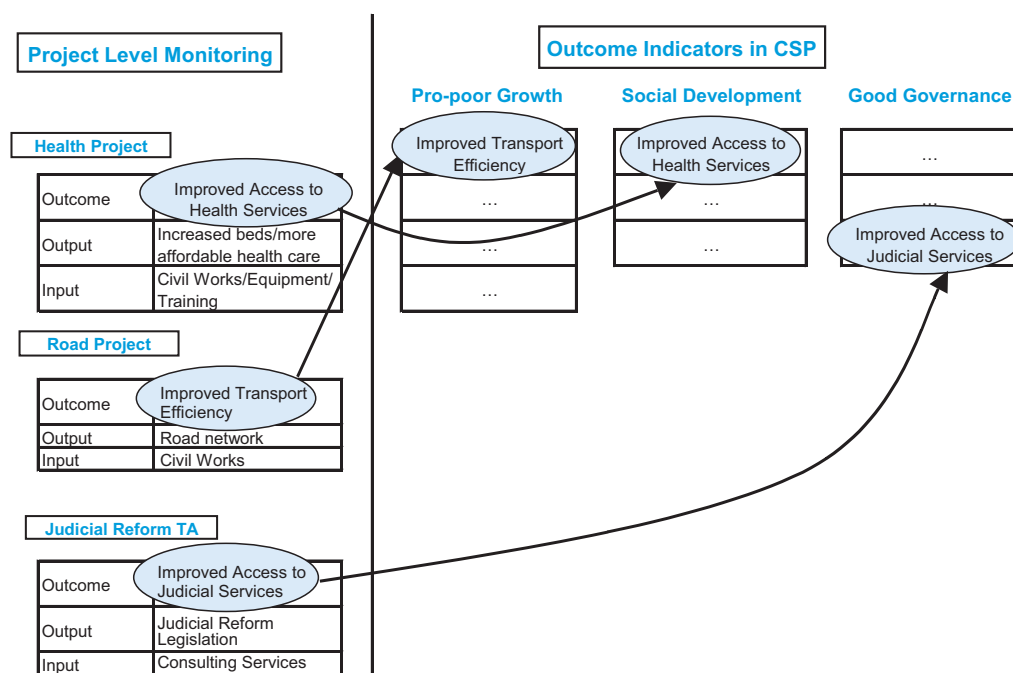 Project Level Monitoring
Outcome Indicators in CSP
Pro-poor Growth
Social Development
Good Governance
Health Project
Outcome
Improved Access to
Health Services
Output
Increased beds/more
affordable health care
Input
Civil Works/Equipment/
Training
Road Project
Outcome
Improved Transport
Efficiency
Output
Road network
Input
Civil Works
Judicial Reform TA
Outcome
Improved Access to
Judicial Services
Output
Judicial Reform
Legislation
Input
Consulting Services
Improved Transport
Efficiency
…
…
…
Improved Access to
Health Services
…
…
…
…
Improved Access to
Judicial Services